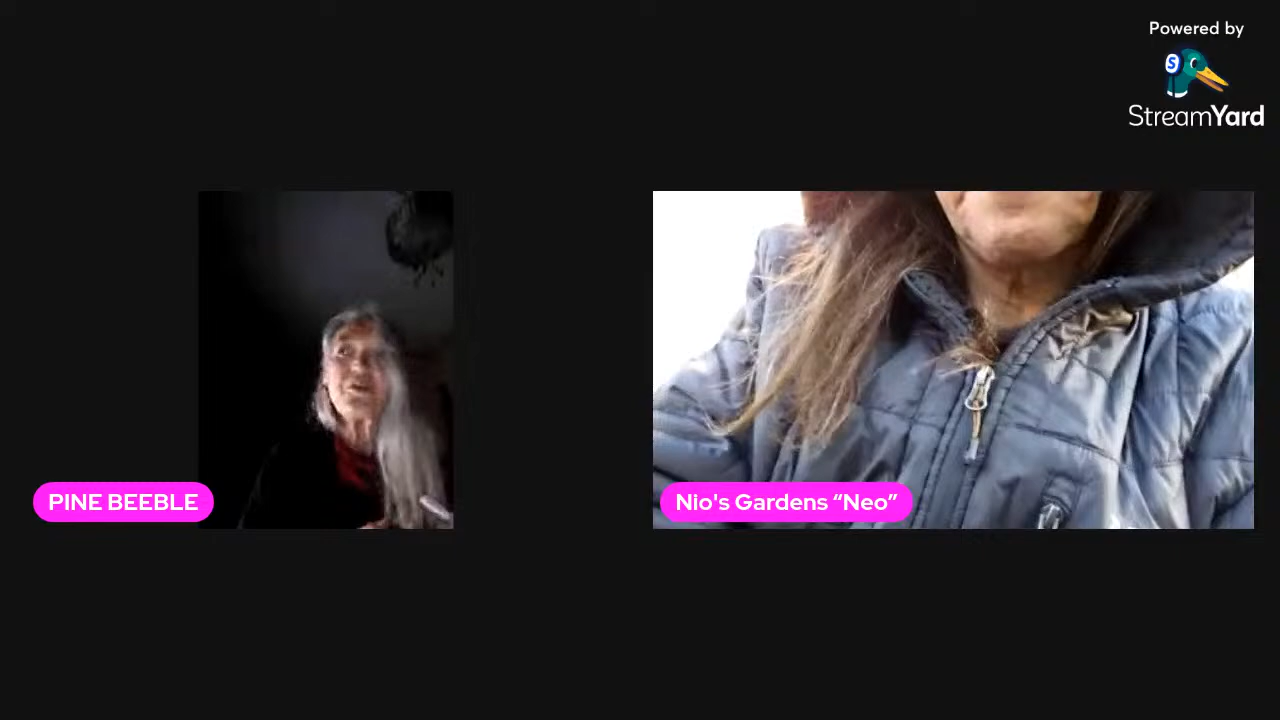 Powered by
S
StreamYard
PINE BEEBLE
Nio's Gardens “Neo”